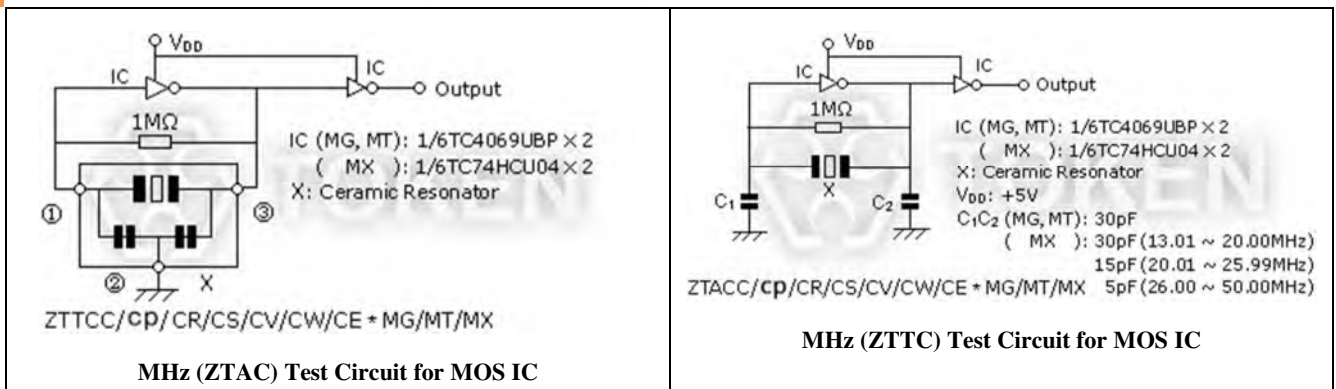 VDD
IC
IC
Output
1MΩ
IC (MG, MT): 1/6TC4069UBP×2
( MX ): 1/6TC74HCU04×2
X: Ceramic Resonator
①
③
②
X
TOKEN
ZTTCC/cp/CR/CS/CV/CW/CE*MG/MT/MX
MHz (ZTAC) Test Circuit for MOS IC
VDD
IC
IC
Output
1MΩ
IC (MG, MT): 1/6TC4069UBP×2
( MX ): 1/6TC74HCU04×2
X: Ceramic Resonator
VDD: +5V
X
C1
C2
C1C2 (MG, MT): 30pF
( MX ): 30pF(13.01 ~ 20.00MHz)
15pF(20.01 ~ 25.99MHz)
TOKEN
ZTACC/cp/CR/CS/CV/CW/CE*MG/MT/MX 5pF(26.00 ~ 50.00MHz)
MHz (ZTTC) Test Circuit for MOS IC